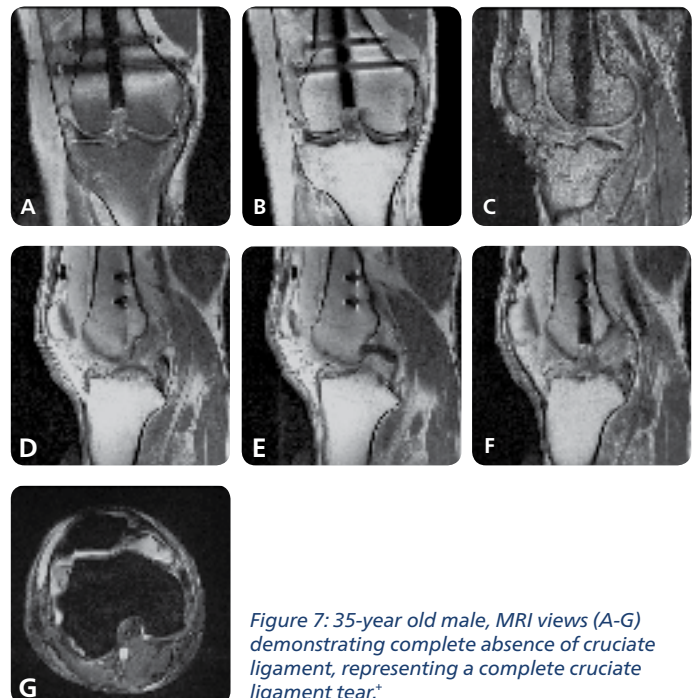 A
B
C
D
E
F
G
Figure 7: 35-year old male, MRI views (A-G)
demonstrating complete absence of cruciate
ligament, representing a complete cruciate
ligament tear.+